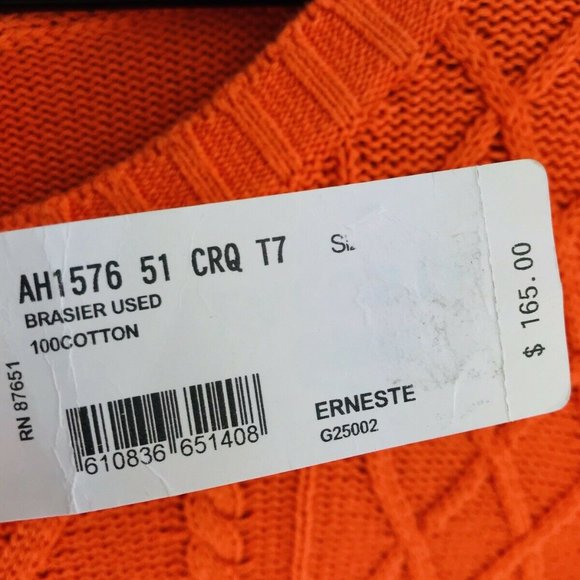 AH1576 51 CRQ T7
BRASIER USED
100COTTON
RN 87651
610836 651408
ERNESTE
G25002
$ 165.00